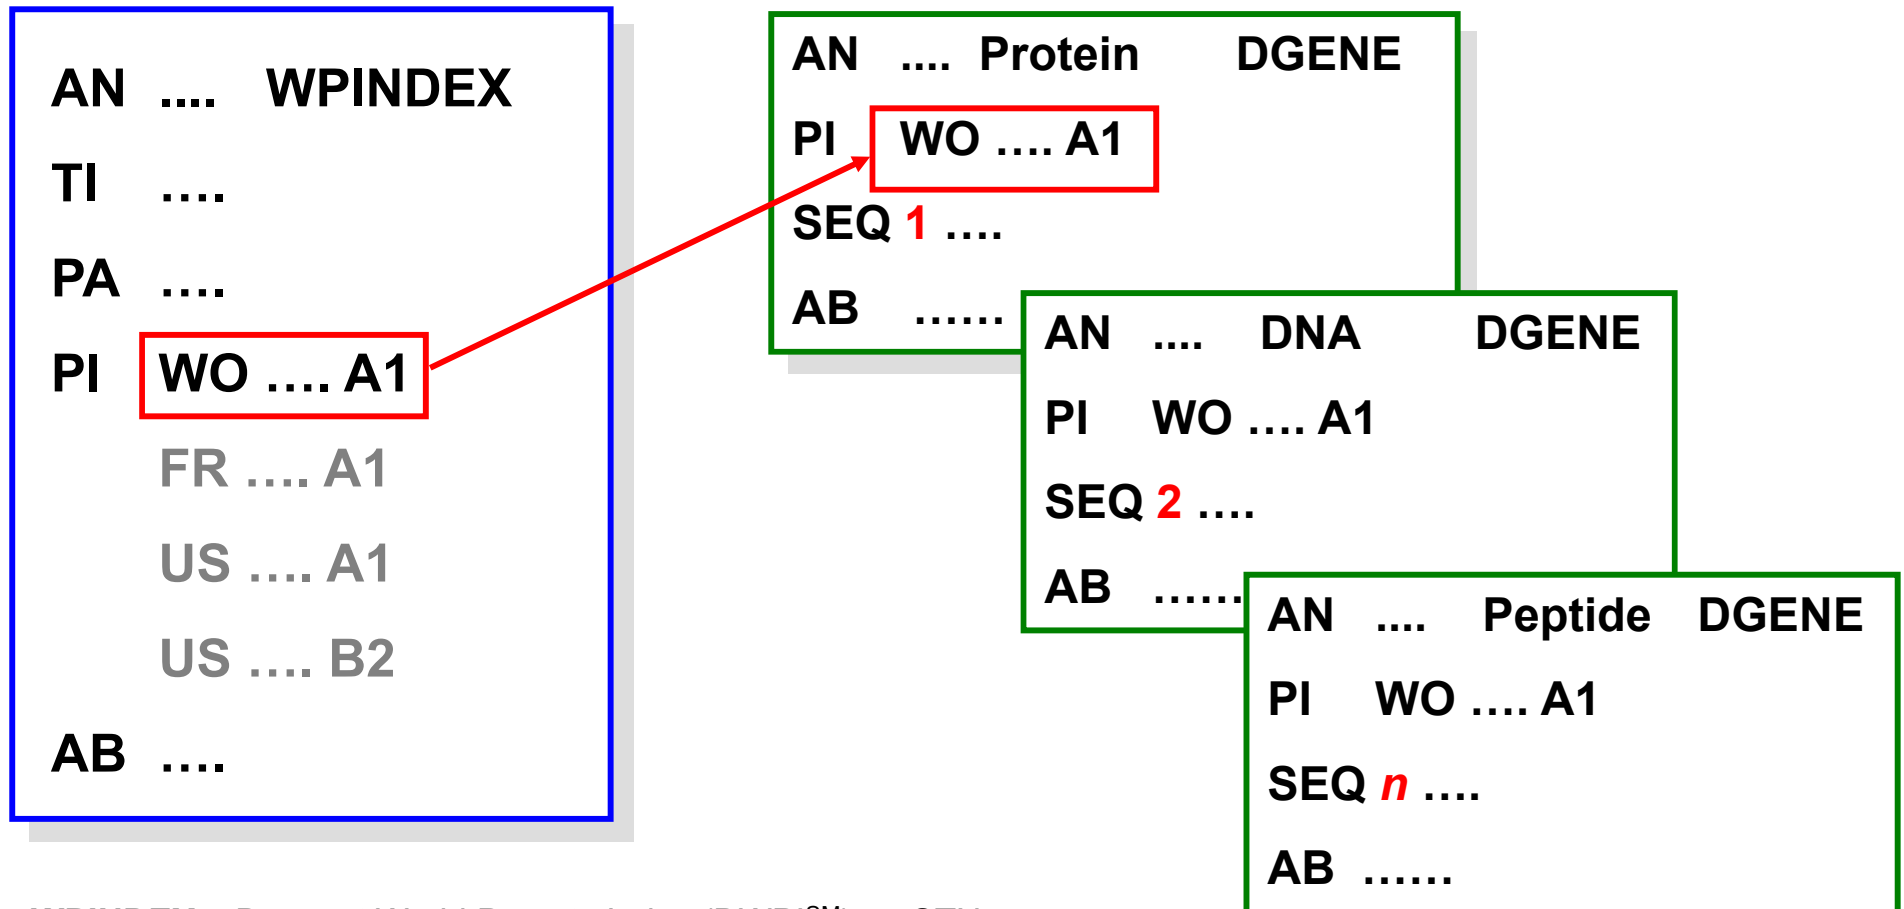 AN .... WPINDEX
TI ....
PA ....
PI WO .... A1
FR .... A1
US .... A1
US .... B2
AB ....
AN .... Protein DGENE
PI WO .... A1
SEQ 1 ....
AB ......
AN .... DNA DGENE
PI WO .... A1
SEQ 2 ....
AB ......
AN .... Peptide DGENE
PI WO .... A1
SEQ n ....
AB ......